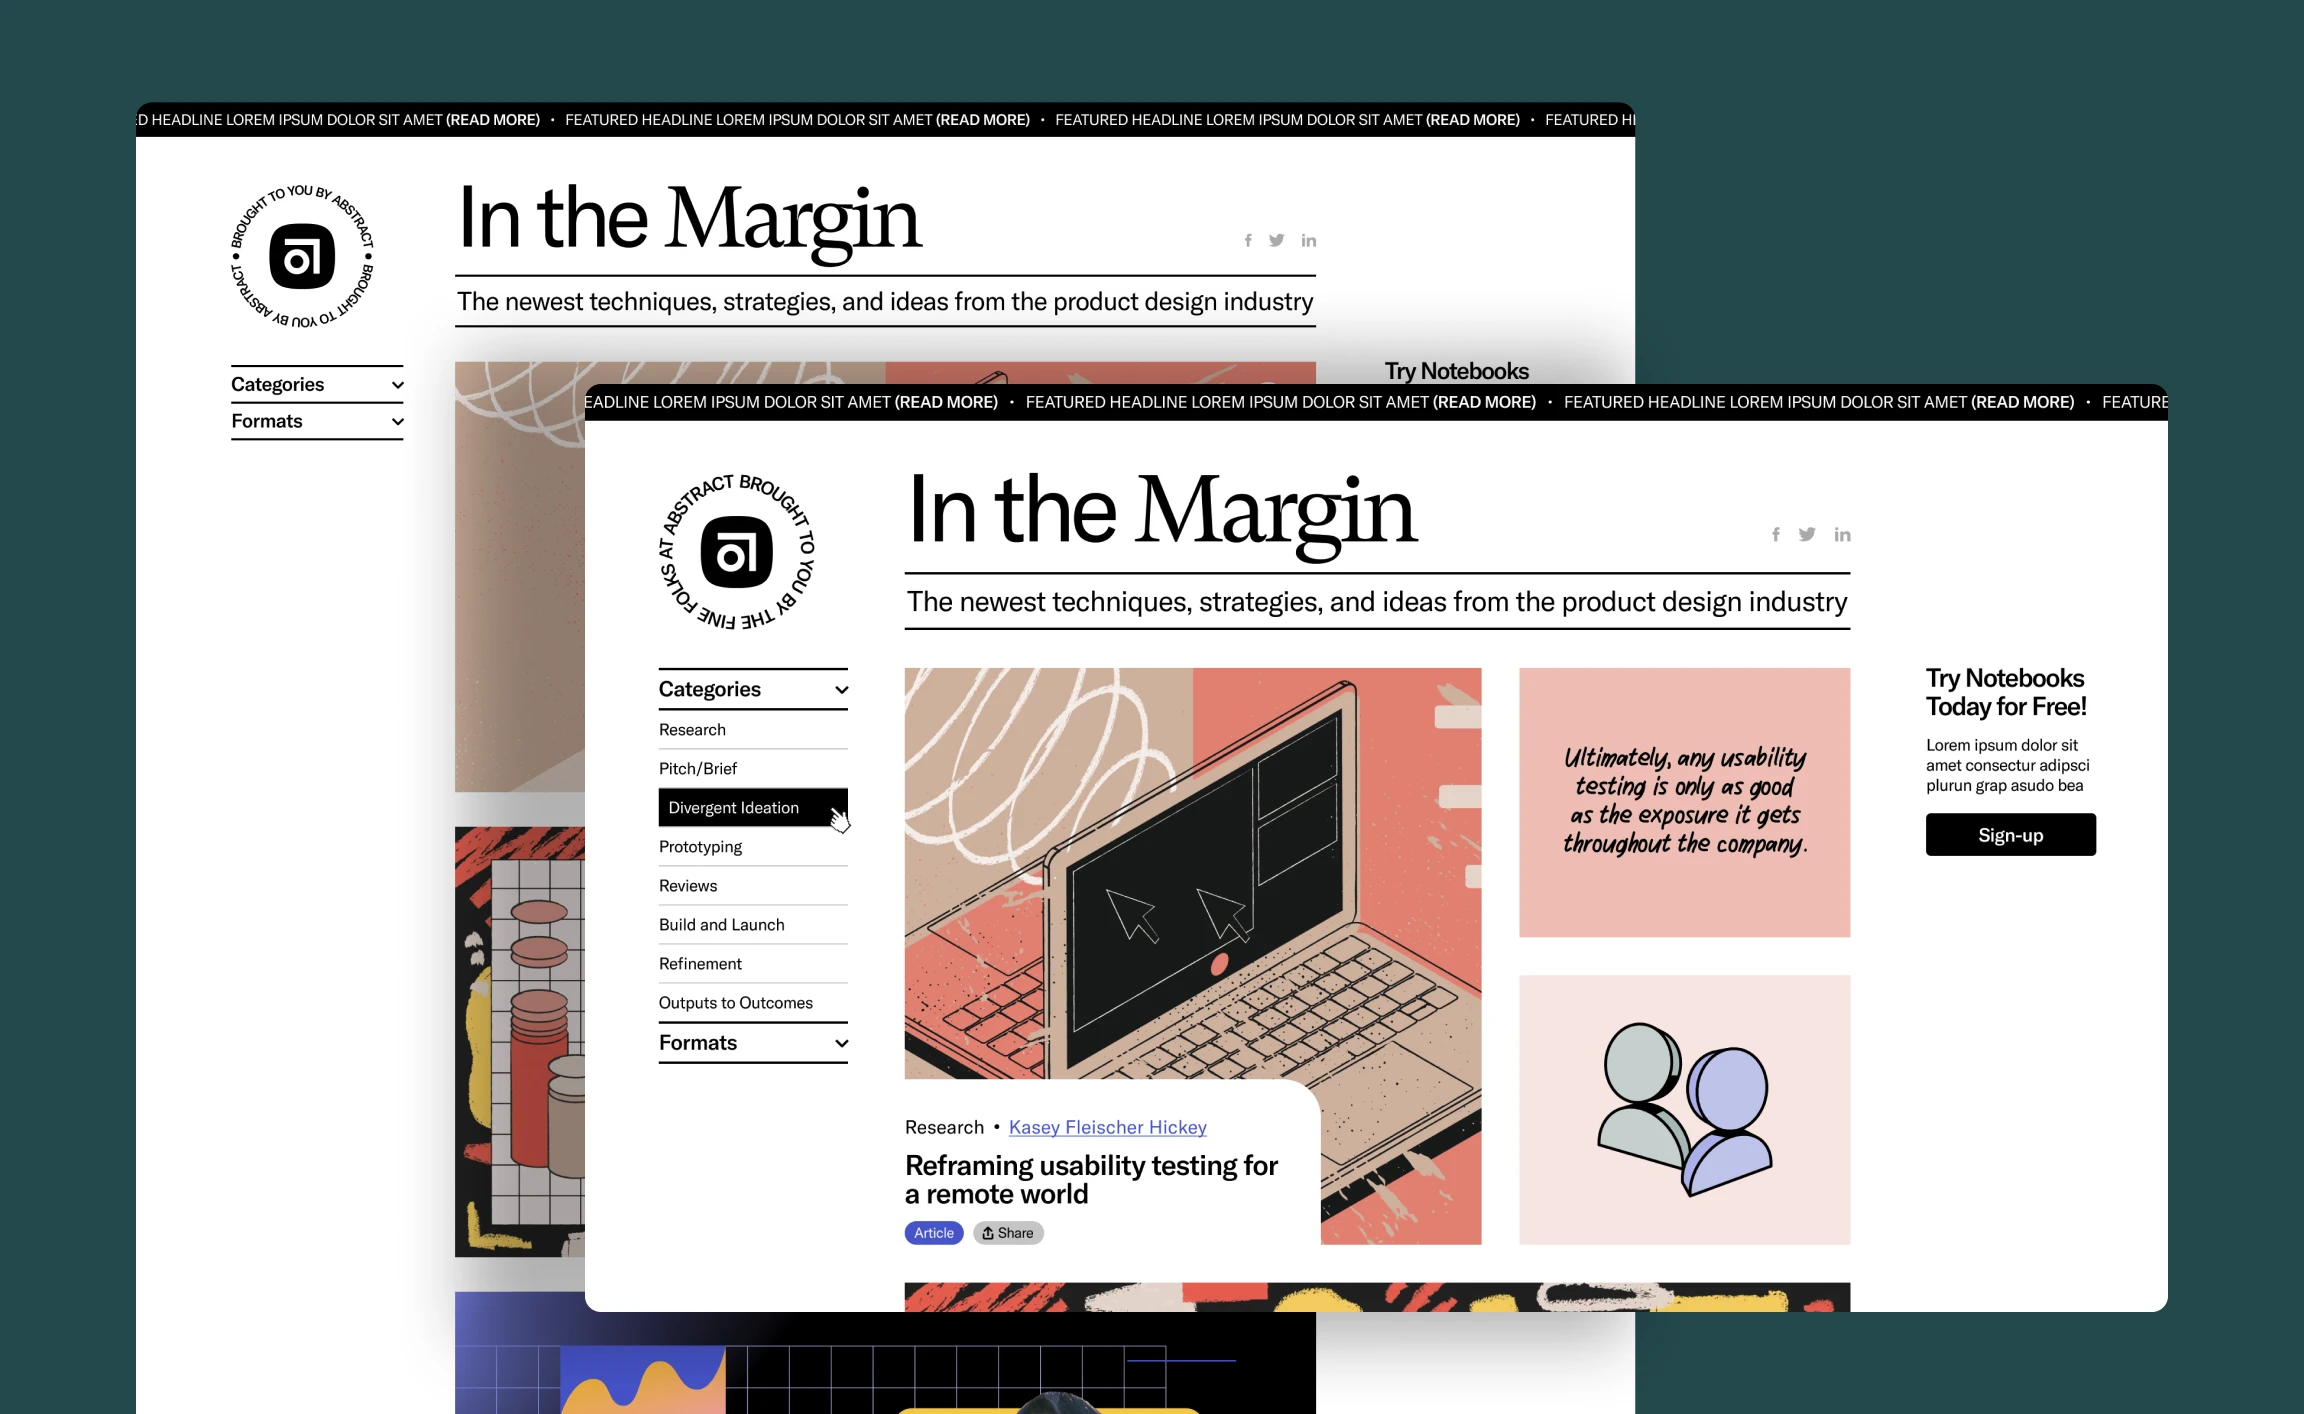 D HEADLINE LOREM IPSUM DOLOR SIT AMET (READ MORE) • FEATURED HEADLINE LOREM IPSUM DOLOR SIT AMET (READ MORE) • FEATURED HEADLINE LOREM IPSUM DOLOR SIT AMET (READ MORE) • FEATURED H
BROUGHT TO YOU BY ABSTRACT • BROUGHT TO YOU BY ABSTRACT •
In the Margin
f in
The newest techniques, strategies, and ideas from the product design industry
Categories
Formats
Try Notebooks
EADLINE LOREM IPSUM DOLOR SIT AMET (READ MORE) • FEATURED HEADLINE LOREM IPSUM DOLOR SIT AMET (READ MORE) • FEATURED HEADLINE LOREM IPSUM DOLOR SIT AMET (READ MORE) • FEATURE
BROUGHT TO YOU BY THE FINE FOLKS AT ABSTRACT
In the Margin
f in
The newest techniques, strategies, and ideas from the product design industry
Categories
Research
Pitch/Brief
Divergent Ideation
Prototyping
Reviews
Build and Launch
Refinement
Outputs to Outcomes
Formats
Research • Kasey Fleischer Hickey
Reframing usability testing for
a remote world
Article Share
Ultimately, any usability
testing is only as good
as the exposure it gets
throughout the company.
Try Notebooks
Today for Free!
Lorem ipsum dolor sit
amet consectur adipsci
plurun grap asudo bea
Sign-up